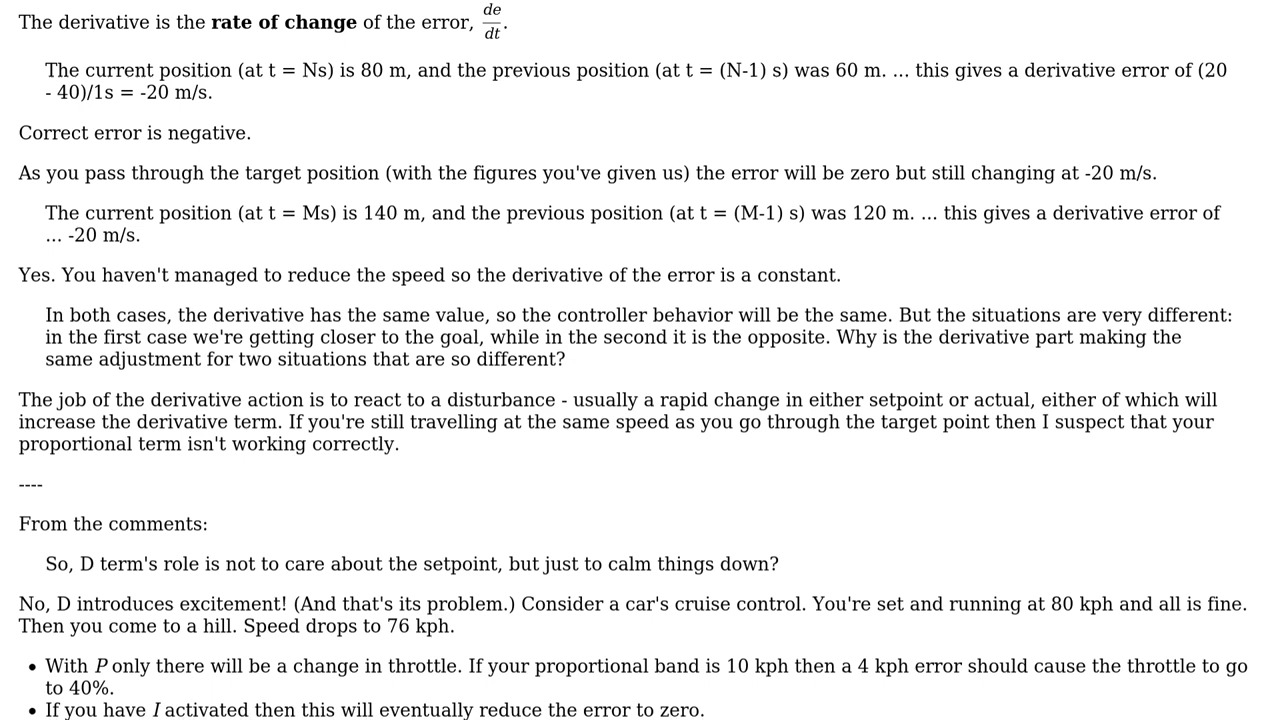 The derivative is the rate of change of the error, de/dt.
The current position (at t = Ns) is 80 m, and the previous position (at t = (N-1) s) was 60 m. ... this gives a derivative error of (20
- 40)/1s = -20 m/s.
Correct error is negative.
As you pass through the target position (with the figures you've given us) the error will be zero but still changing at -20 m/s.
The current position (at t = Ms) is 140 m, and the previous position (at t = (M-1) s) was 120 m. ... this gives a derivative error of
... -20 m/s.
Yes. You haven't managed to reduce the speed so the derivative of the error is a constant.
In both cases, the derivative has the same value, so the controller behavior will be the same. But the situations are very different:
in the first case we're getting closer to the goal, while in the second it is the opposite. Why is the derivative part making the
same adjustment for two situations that are so different?
The job of the derivative action is to react to a disturbance - usually a rapid change in either setpoint or actual, either of which will
increase the derivative term. If you're still travelling at the same speed as you go through the target point then I suspect that your
proportional term isn't working correctly.
----
From the comments:
So, D term's role is not to care about the setpoint, but just to calm things down?
No, D introduces excitement! (And that's its problem.) Consider a car's cruise control. You're set and running at 80 kph and all is fine.
Then you come to a hill. Speed drops to 76 kph.
• With P only there will be a change in throttle. If your proportional band is 10 kph then a 4 kph error should cause the throttle to go
to 40%.
• If you have I activated then this will eventually reduce the error to zero.